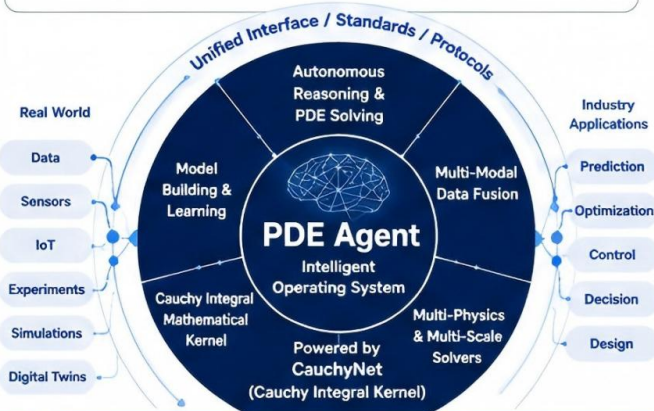 Unified Interface / Standards / Protocols
Real World
Data
Sensors
IoT
Experiments
Simulations
Digital Twins
Autonomous
Reasoning &
PDE Solving
Model
Building &
Learning
Multi-Modal
Data Fusion
PDE Agent
Intelligent
Operating System
Cauchy Integral
Mathematical
Kernel
Multi-Physics
& Multi-Scale
Solvers
Powered by
CauchyNet
(Cauchy Integral Kernel)
Industry
Applications
Prediction
Optimization
Control
Decision
Design